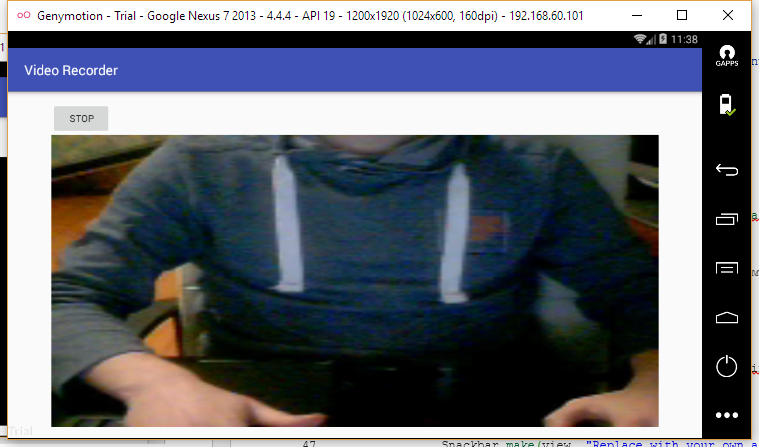 Genymotion - Trial - Google Nexus 7 2013 - 4.4.4 - API 19 - 1200x1920 (1024x600, 160dpi) - 192.168.60.101
11:38
GAPPS
Video Recorder
STOP
Trial
47 Snackbar.make(view, "Replace with your own a